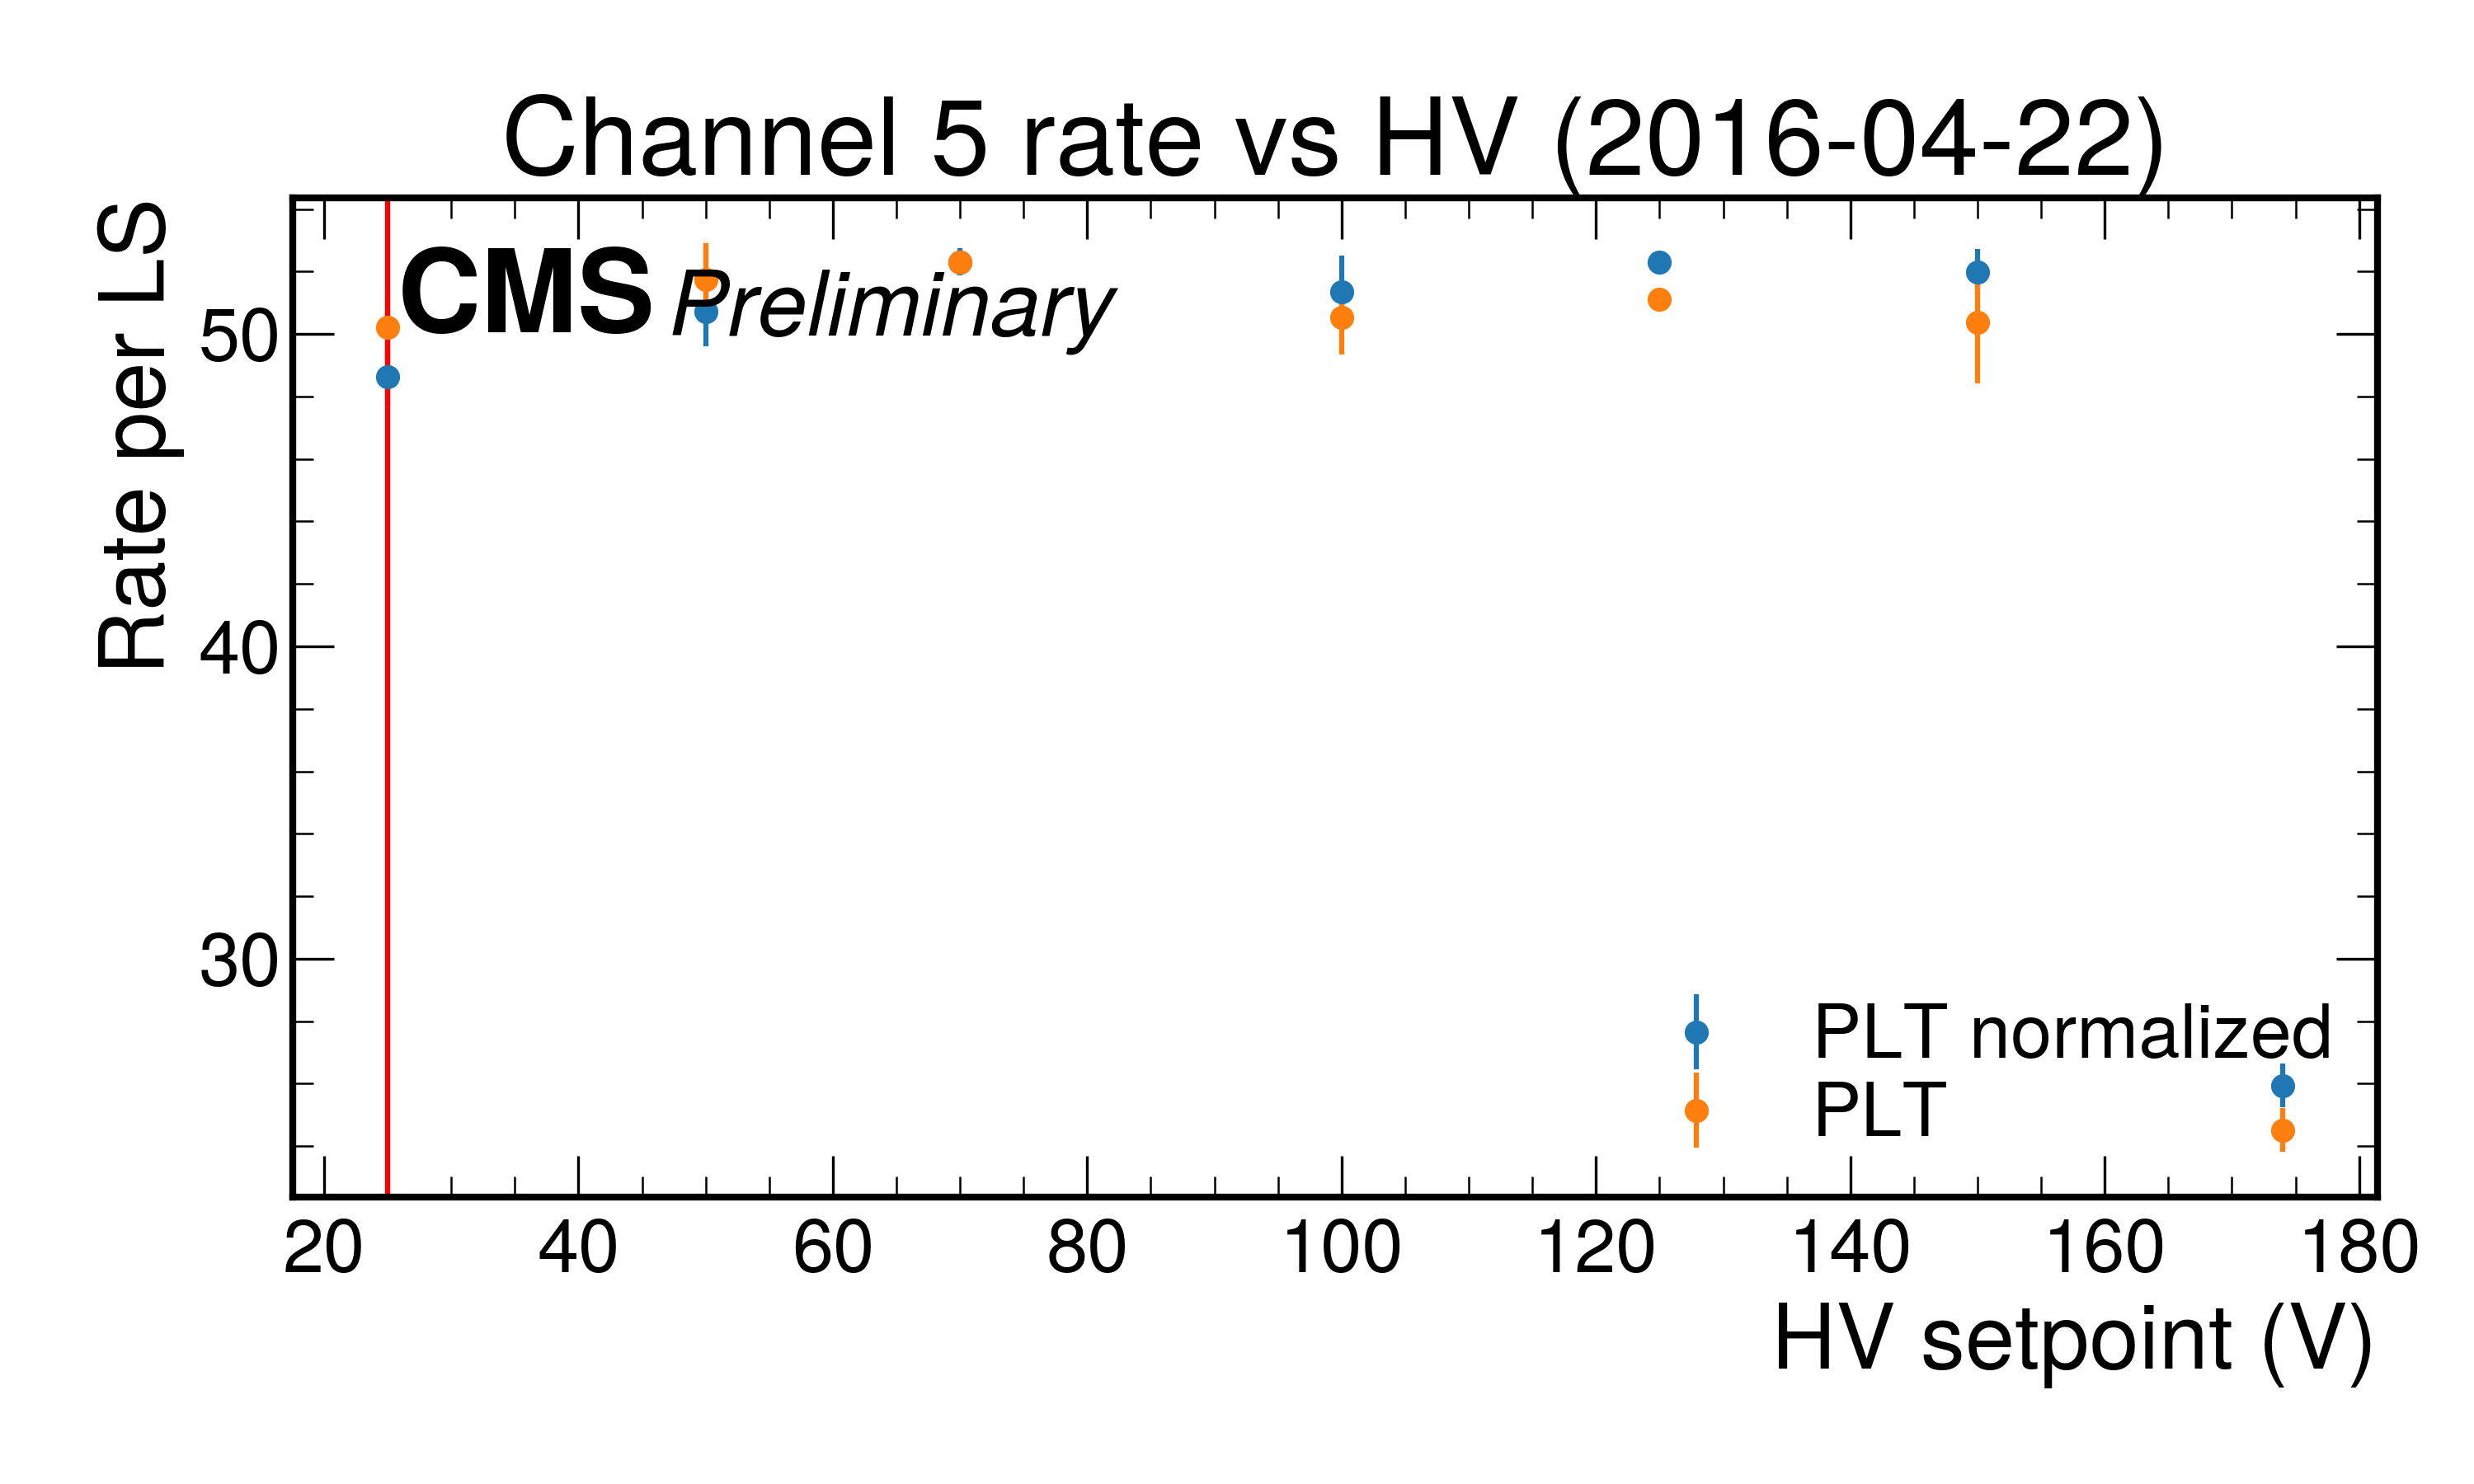 Channel 5 rate vs HV (2016-04-22)
CMS Preliminary
Rate per LS
50
40
30
PLT normalized
PLT
20 40 60 80 100 120 140 160 180
HV setpoint (V)